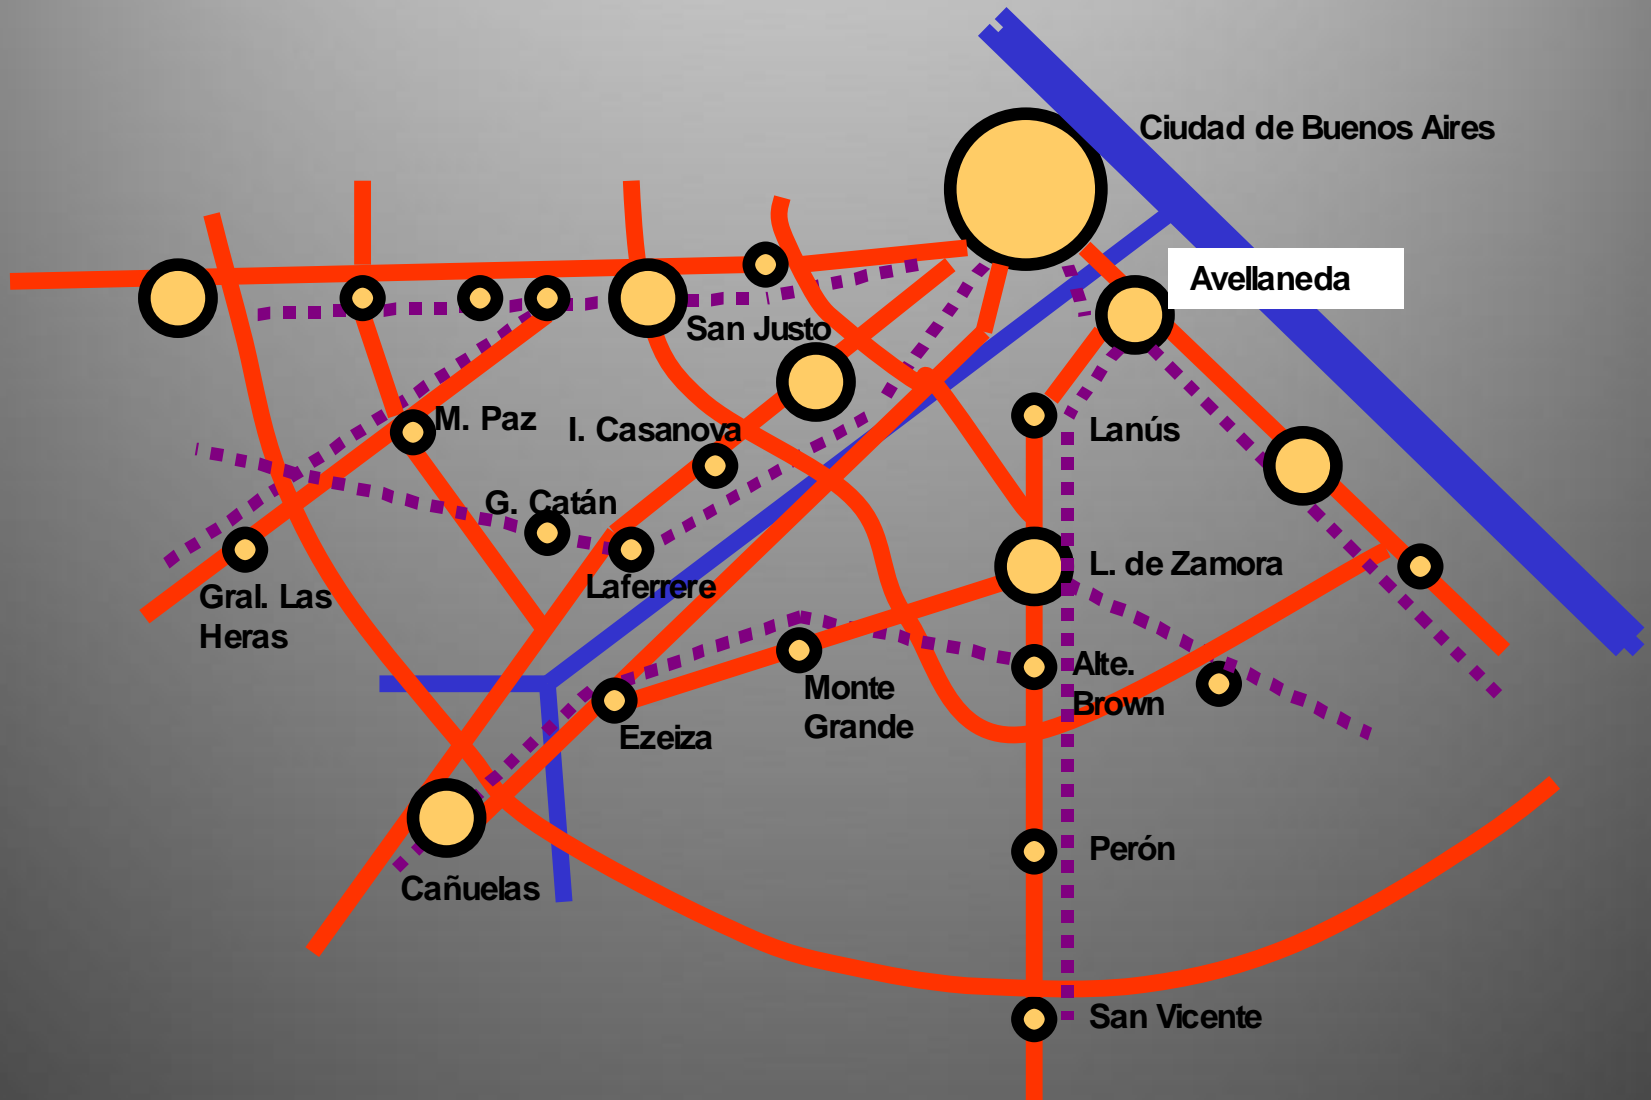 Ciudad de Buenos Aires
Avellaneda
San Justo
M. Paz
I. Casanova
Lanús
G. Catán
L. de Zamora
Laferrere
Gral. Las
Heras
Alte.
Brown
Monte
Grande
Ezeiza
Perón
Cañuelas
San Vicente